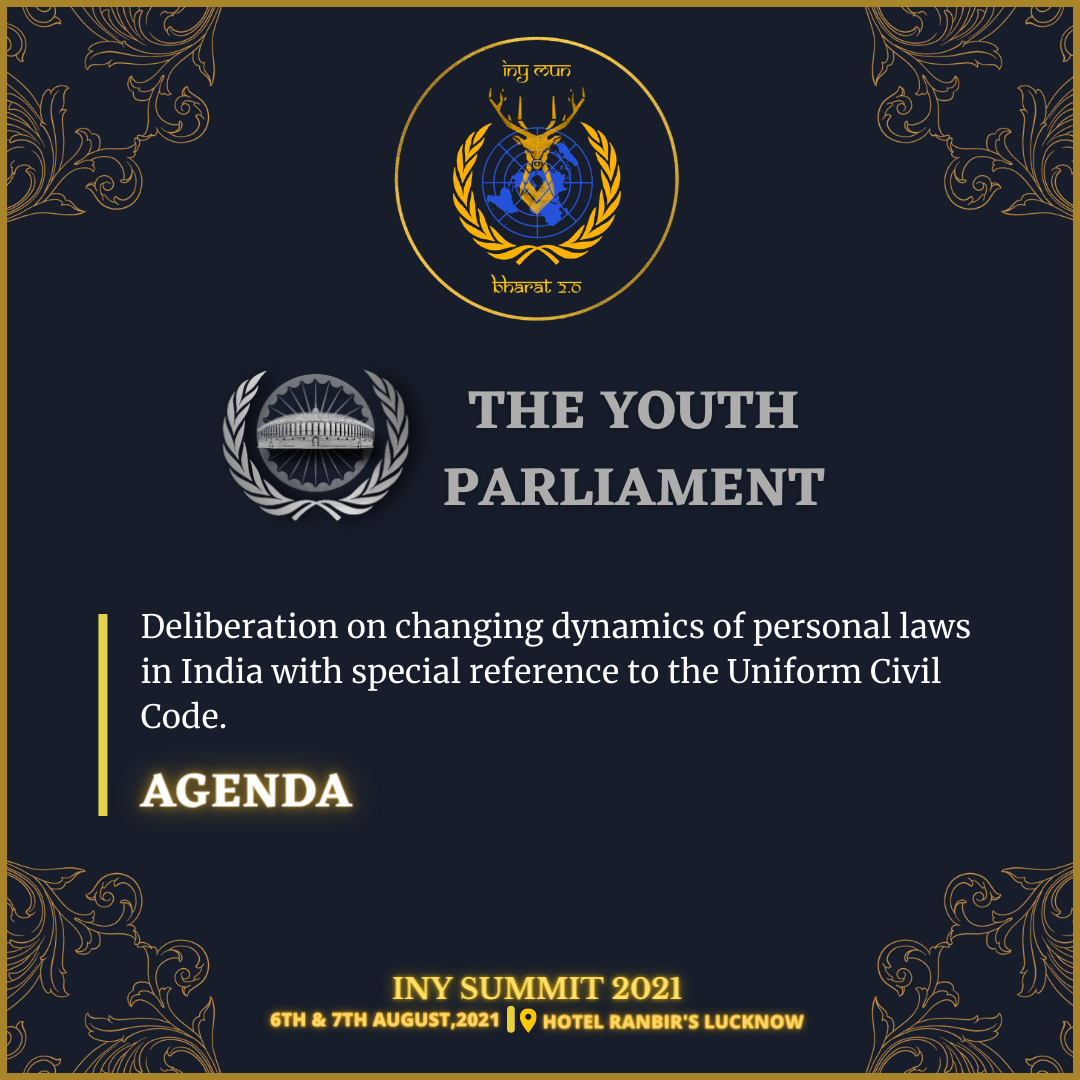 iny mun
bharat 2.0
THE YOUTH
PARLIAMENT
Deliberation on changing dynamics of personal laws
in India with special reference to the Uniform Civil
Code.
AGENDA
INY SUMMIT 2021
6TH & 7TH AUGUST,2021 HOTEL RANBIR'S LUCKNOW